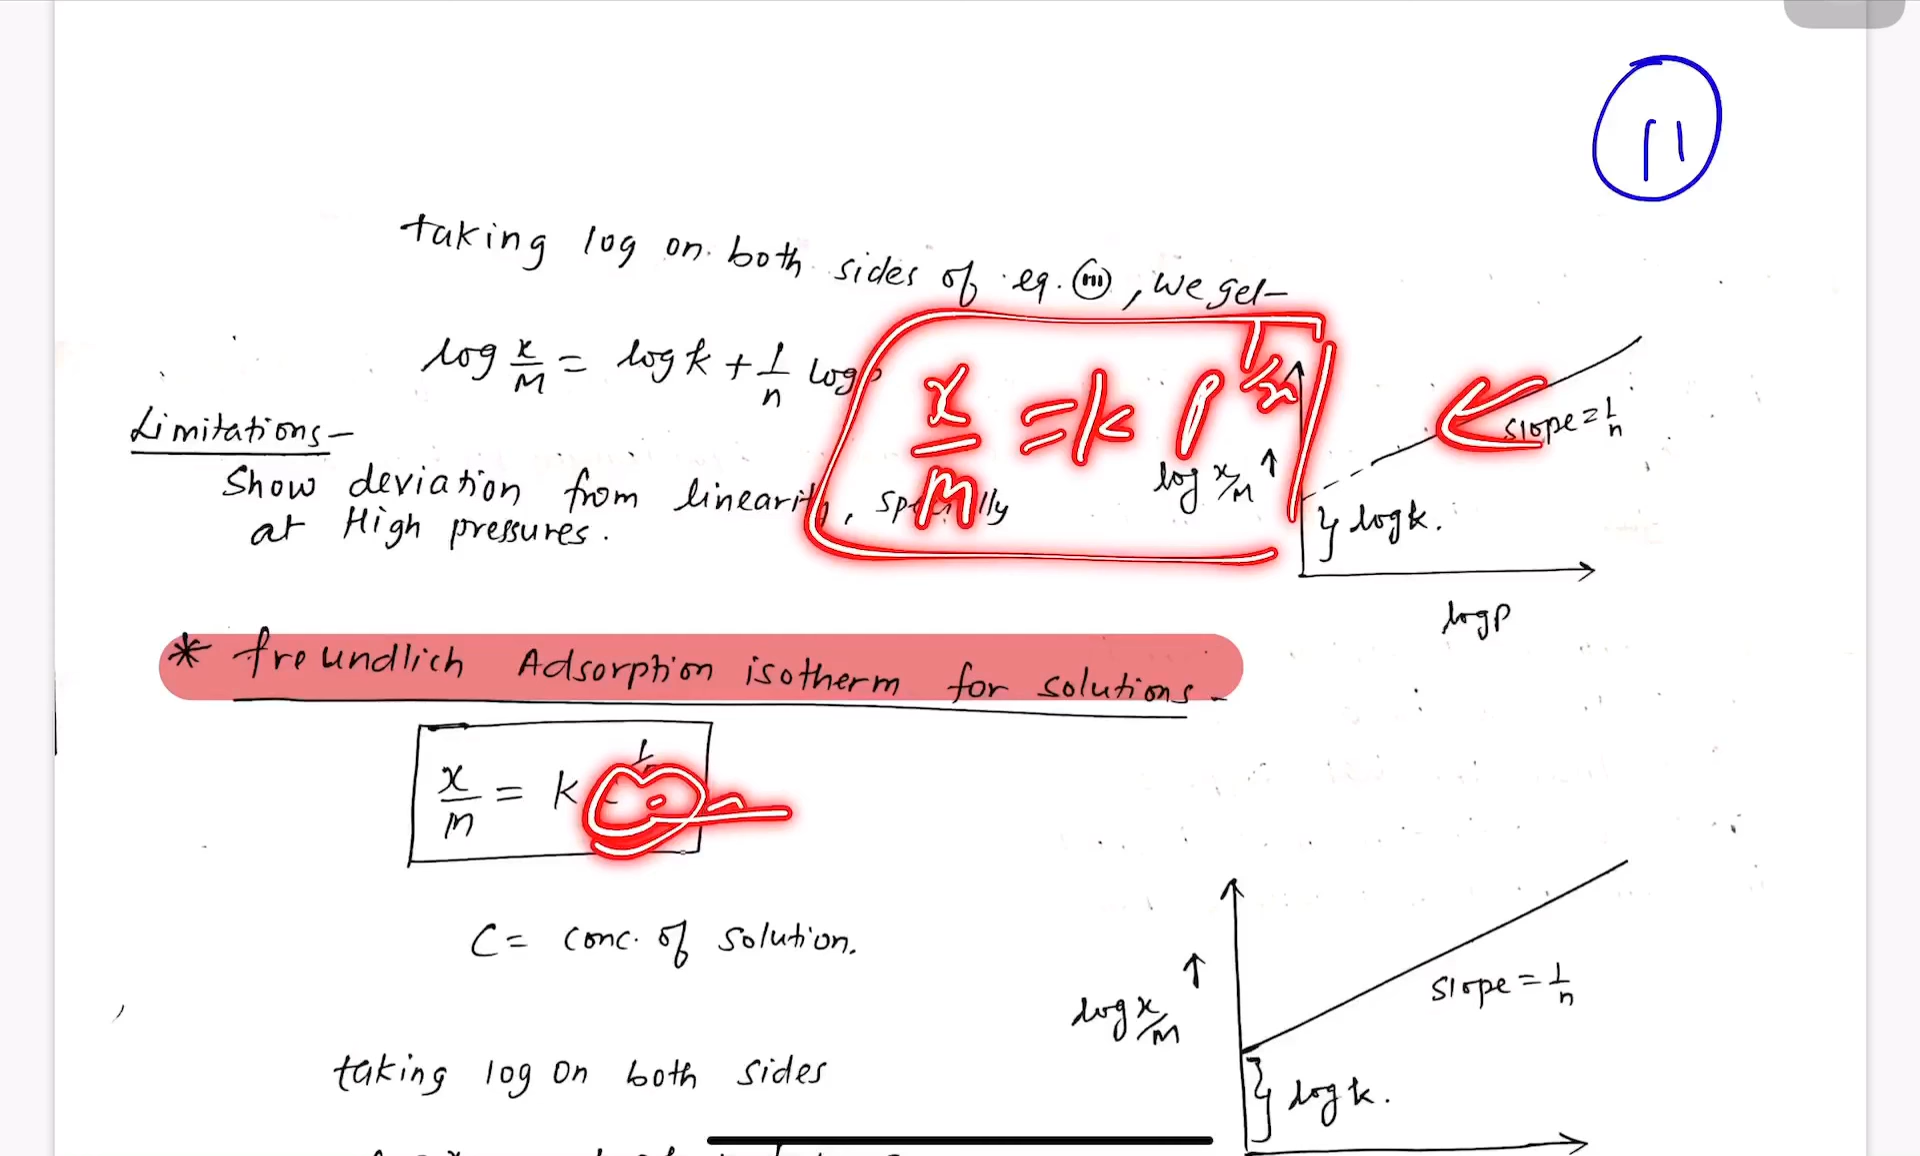 11
taking log on both sides of eq. (iii), we get-
log x/M = log k + 1/n log
x/m = k P^1/n
Limitations-
Show deviation from linearity, specially
at High pressures.
log x/M ↑
slope = 1/n
} log k.
log P
* freundlich Adsorption isotherm for solutions-
x/m = k
C = conc. of solution.
log x/M ↑
slope = 1/n
taking log on both sides
} log k.